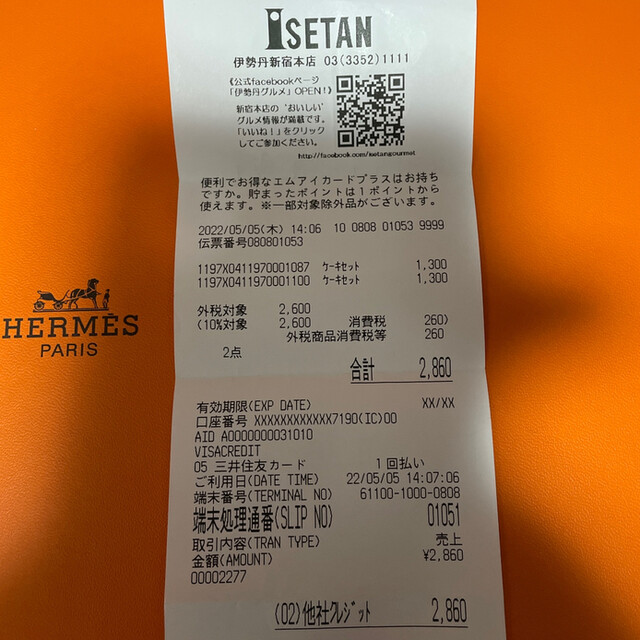 ISETAN
伊勢丹新宿本店 03(3352)1111
《公式facebookページ
「伊勢丹グルメ」OPEN!》
新宿本店の"おいしい"
グルメ情報が満載です。
「いいね!」をクリック
してご参加ください。
http://facebook.com/isetangourmet
便利でお得なエムアイカードプラスはお持ち
ですか。貯まったポイントは1ポイントから
使えます。※一部対象除外品がございます。
2022/05/05(木) 14:06 10 0808 01053 9999
伝票番号080801053
1197X0411970001087 ケーキセット 1,300
1197X0411970001100 ケーキセット 1,300
外税対象 2,600
(10%対象 2,600 消費税 260)
外税商品消費税等 260
2点
合計 2,860
有効期限(EXP DATE) XX/XX
口座番号 XXXXXXXXXXXX7190(IC)00
AID A0000000031010
VISACREDIT
05 三井住友カード 1回払い
ご利用日(DATE TIME) 22/05/05 14:07:06
端末番号(TERMINAL NO) 61100-1000-0808
端末処理通番(SLIP NO) 01051
取引内容(TRAN TYPE) 売上
金額(AMOUNT) ¥2,860
00002277
(02)他社クレジット 2,860
HERMÈS
PARIS